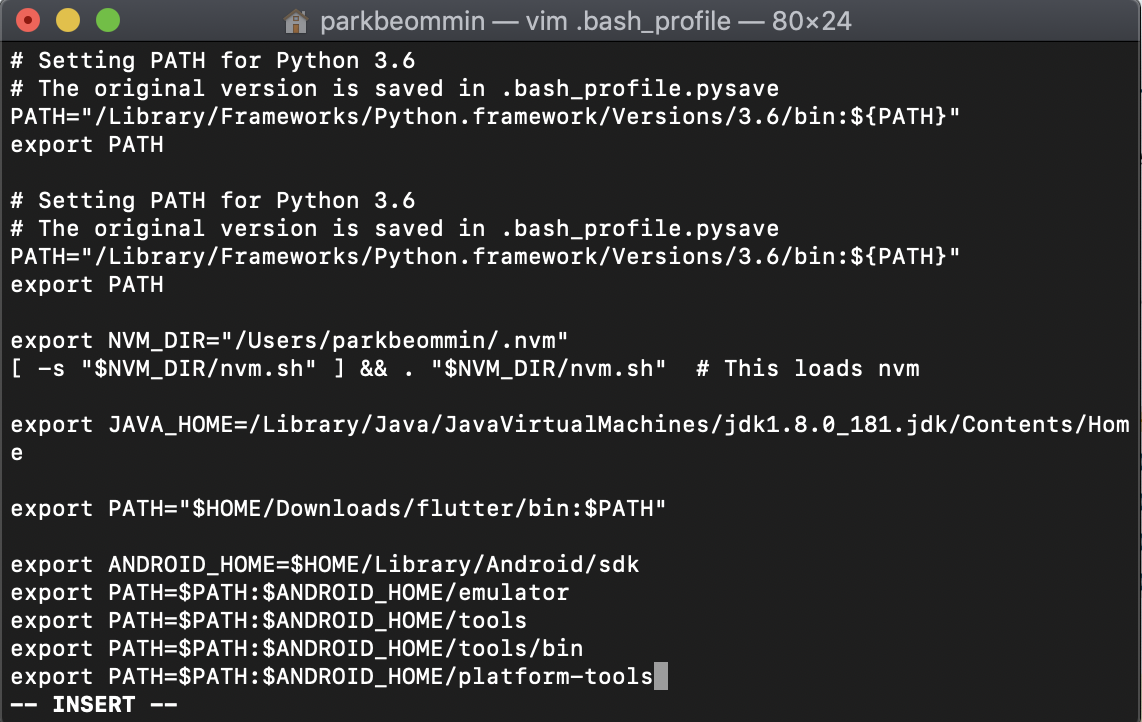 parkbeommin — vim .bash_profile — 80×24
# Setting PATH for Python 3.6
# The original version is saved in .bash_profile.pysave
PATH="/Library/Frameworks/Python.framework/Versions/3.6/bin:${PATH}"
export PATH

# Setting PATH for Python 3.6
# The original version is saved in .bash_profile.pysave
PATH="/Library/Frameworks/Python.framework/Versions/3.6/bin:${PATH}"
export PATH

export NVM_DIR="/Users/parkbeommin/.nvm"
[ -s "$NVM_DIR/nvm.sh" ] && . "$NVM_DIR/nvm.sh"  # This loads nvm

export JAVA_HOME=/Library/Java/JavaVirtualMachines/jdk1.8.0_181.jdk/Contents/Hom
e

export PATH="$HOME/Downloads/flutter/bin:$PATH"

export ANDROID_HOME=$HOME/Library/Android/sdk
export PATH=$PATH:$ANDROID_HOME/emulator
export PATH=$PATH:$ANDROID_HOME/tools
export PATH=$PATH:$ANDROID_HOME/tools/bin
export PATH=$PATH:$ANDROID_HOME/platform-tools
-- INSERT --